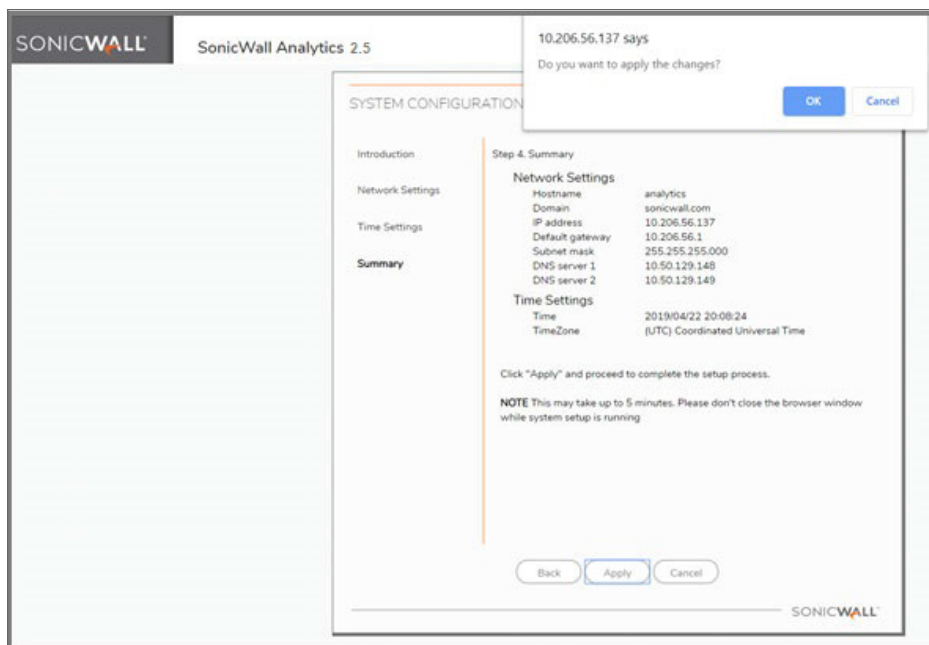 SONICWALL
SonicWall Analytics 2.5
10.206.56.137 says
Do you want to apply the changes?
OK Cancel
SYSTEM CONFIGURATION
Introduction
Network Settings
Time Settings
Summary
Step 4. Summary
Network Settings
Hostname analytics
Domain sonicwall.com
IP address 10.206.56.137
Default gateway 10.206.56.1
Subnet mask 255.255.255.000
DNS server 1 10.50.129.148
DNS server 2 10.50.129.149
Time Settings
Time 2019/04/22 20:08:24
TimeZone (UTC) Coordinated Universal Time
Click "Apply" and proceed to complete the setup process.
NOTE This may take up to 5 minutes. Please don't close the browser window
while system setup is running
Back Apply Cancel
SONICWALL